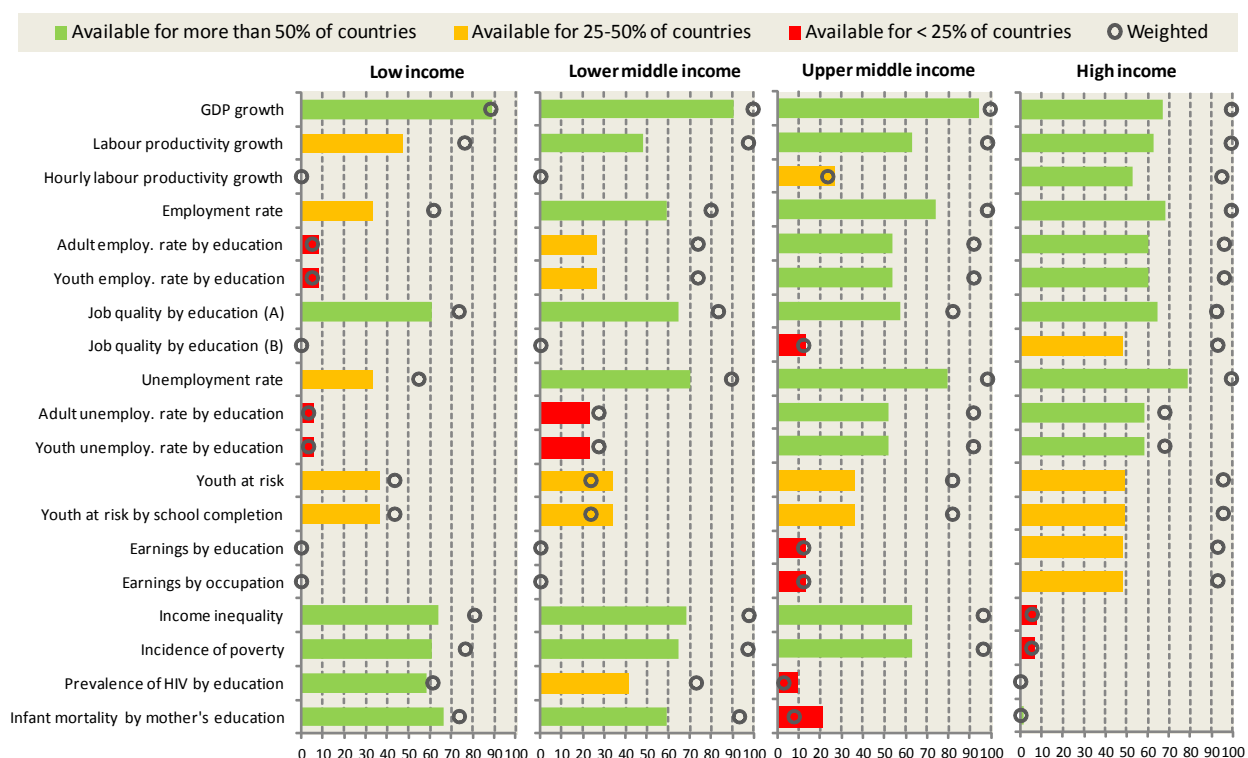 Available for more than 50% of countries Available for 25-50% of countries Available for < 25% of countries Weighted
Low income Lower middle income Upper middle income High income
GDP growth
Labour productivity growth
Hourly labour productivity growth
Employment rate
Adult employ. rate by education
Youth employ. rate by education
Job quality by education (A)
Job quality by education (B)
Unemployment rate
Adult unemploy. rate by education
Youth unemploy. rate by education
Youth at risk
Youth at risk by school completion
Earnings by education
Earnings by occupation
Income inequality
Incidence of poverty
Prevalence of HIV by education
Infant mortality by mother's education
0 10 20 30 40 50 60 70 80 90 100 0 10 20 30 40 50 60 70 80 90 100 0 10 20 30 40 50 60 70 80 90 100 0 10 20 30 40 50 60 70 80 90 100